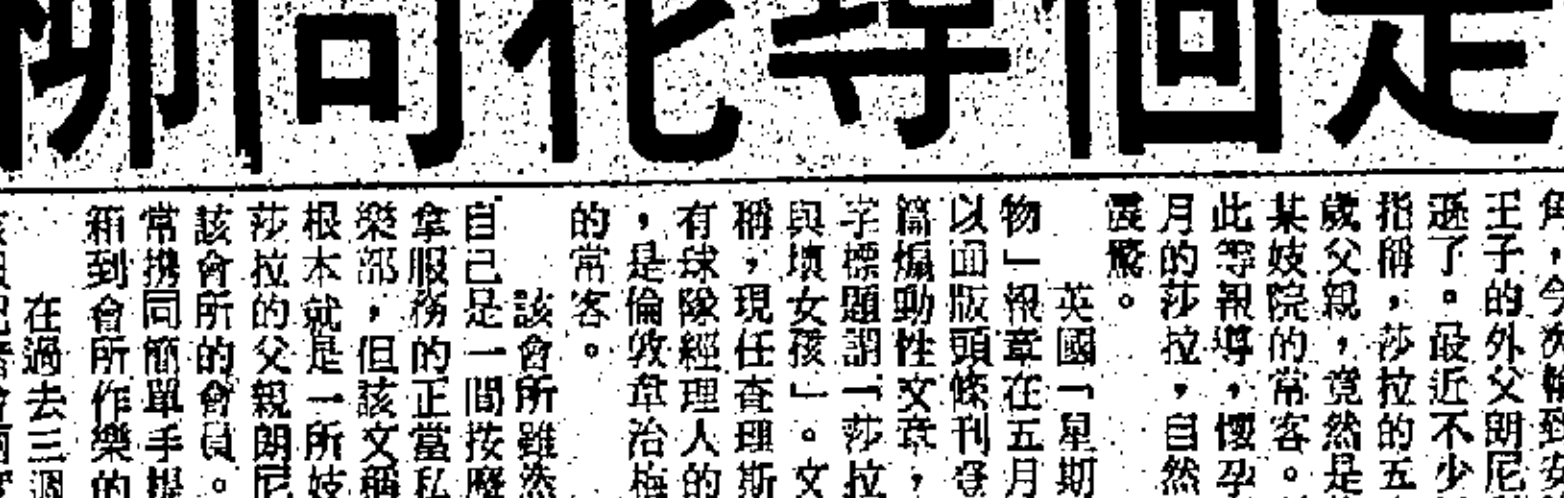 是個尋花問柳
角，今次輪到安
王子的外父朗尼
遜了。最近不少
指稱，莎拉的五
歲父親，竟然是
某妓院的常客。
此等報導，懷孕
月的莎拉，自然
震驚。
英國「星期
物」報章在五月
以面版頭條刊登
篇煽動性文章，
字標題謂「莎拉
與壞女孩」。文
稱，現任查理斯
有球隊經理人的
，是倫敦韋治梅
的常客。
該會所雖然
自己是一間按摩
拿服務的正當私
樂部，但該文稱
根本就是一所妓
莎拉的父親朗尼
該會所的會員。
常携同簡單手提
箱到會所作樂的
在過去三週